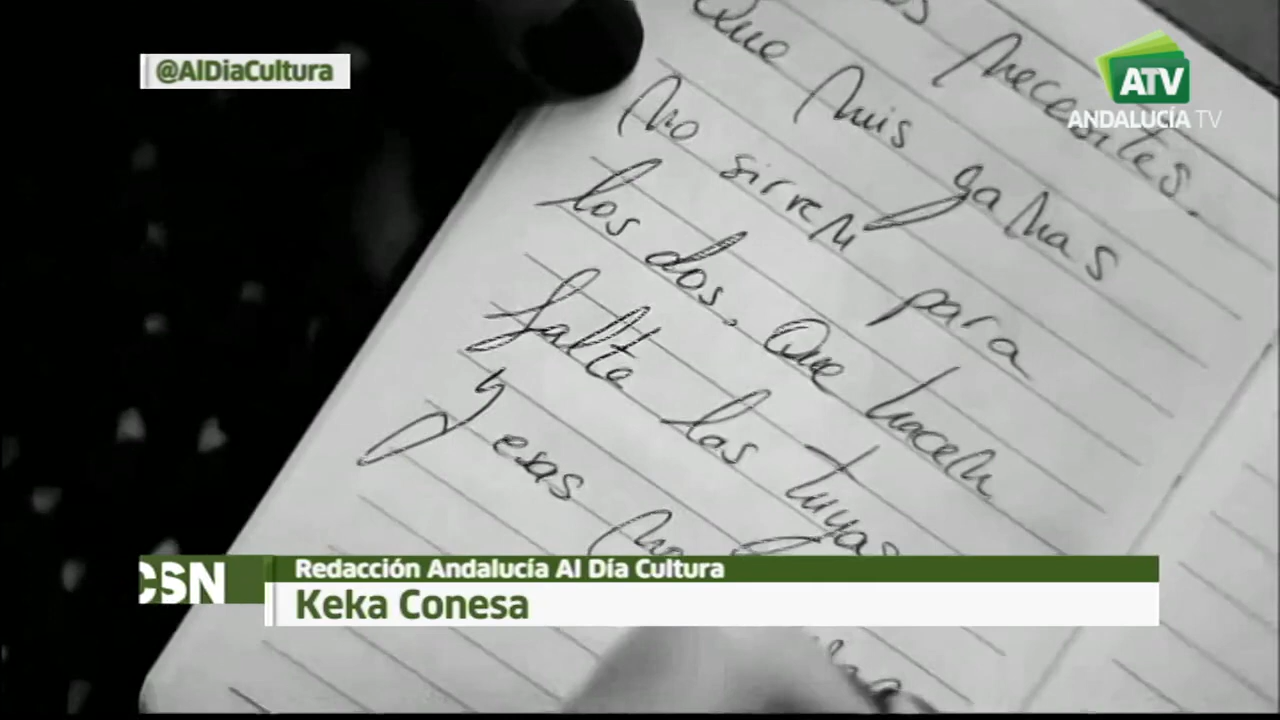 @AlDiaCultura
ATV
ANDALUCÍA TV
necesites.
Que mis ganas
no sirven para
los dos. Que hacen
falta las tuyas
y esas no
CSN
Redacción Andalucía Al Día Cultura
Keka Conesa